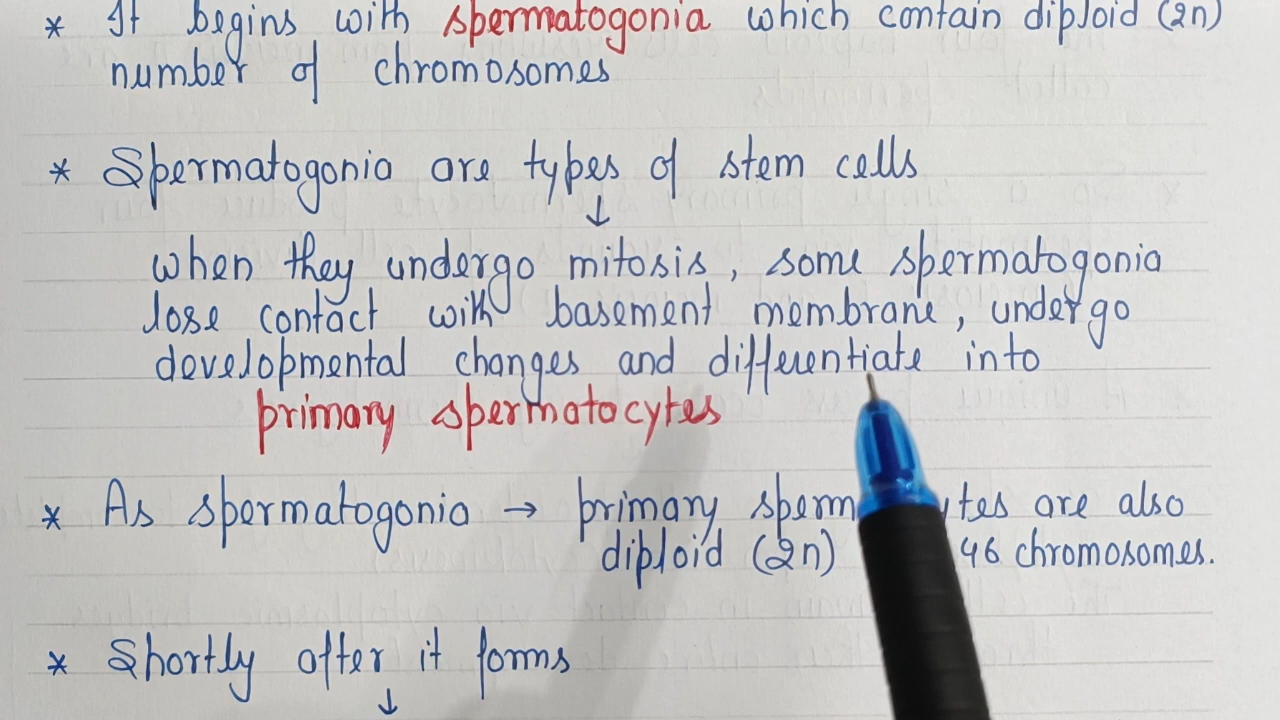 * It begins with spermatogonia which contain diploid (2n)
number of chromosomes
* Spermatogonia are types of stem cells
↓
when they undergo mitosis, some spermatogonia
lose contact with basement membrane, undergo
developmental changes and differentiate into
primary spermatocytes
* As spermatogonia → primary sperm ytes are also
diploid (2n) 46 chromosomes.
* Shortly after it forms
↓